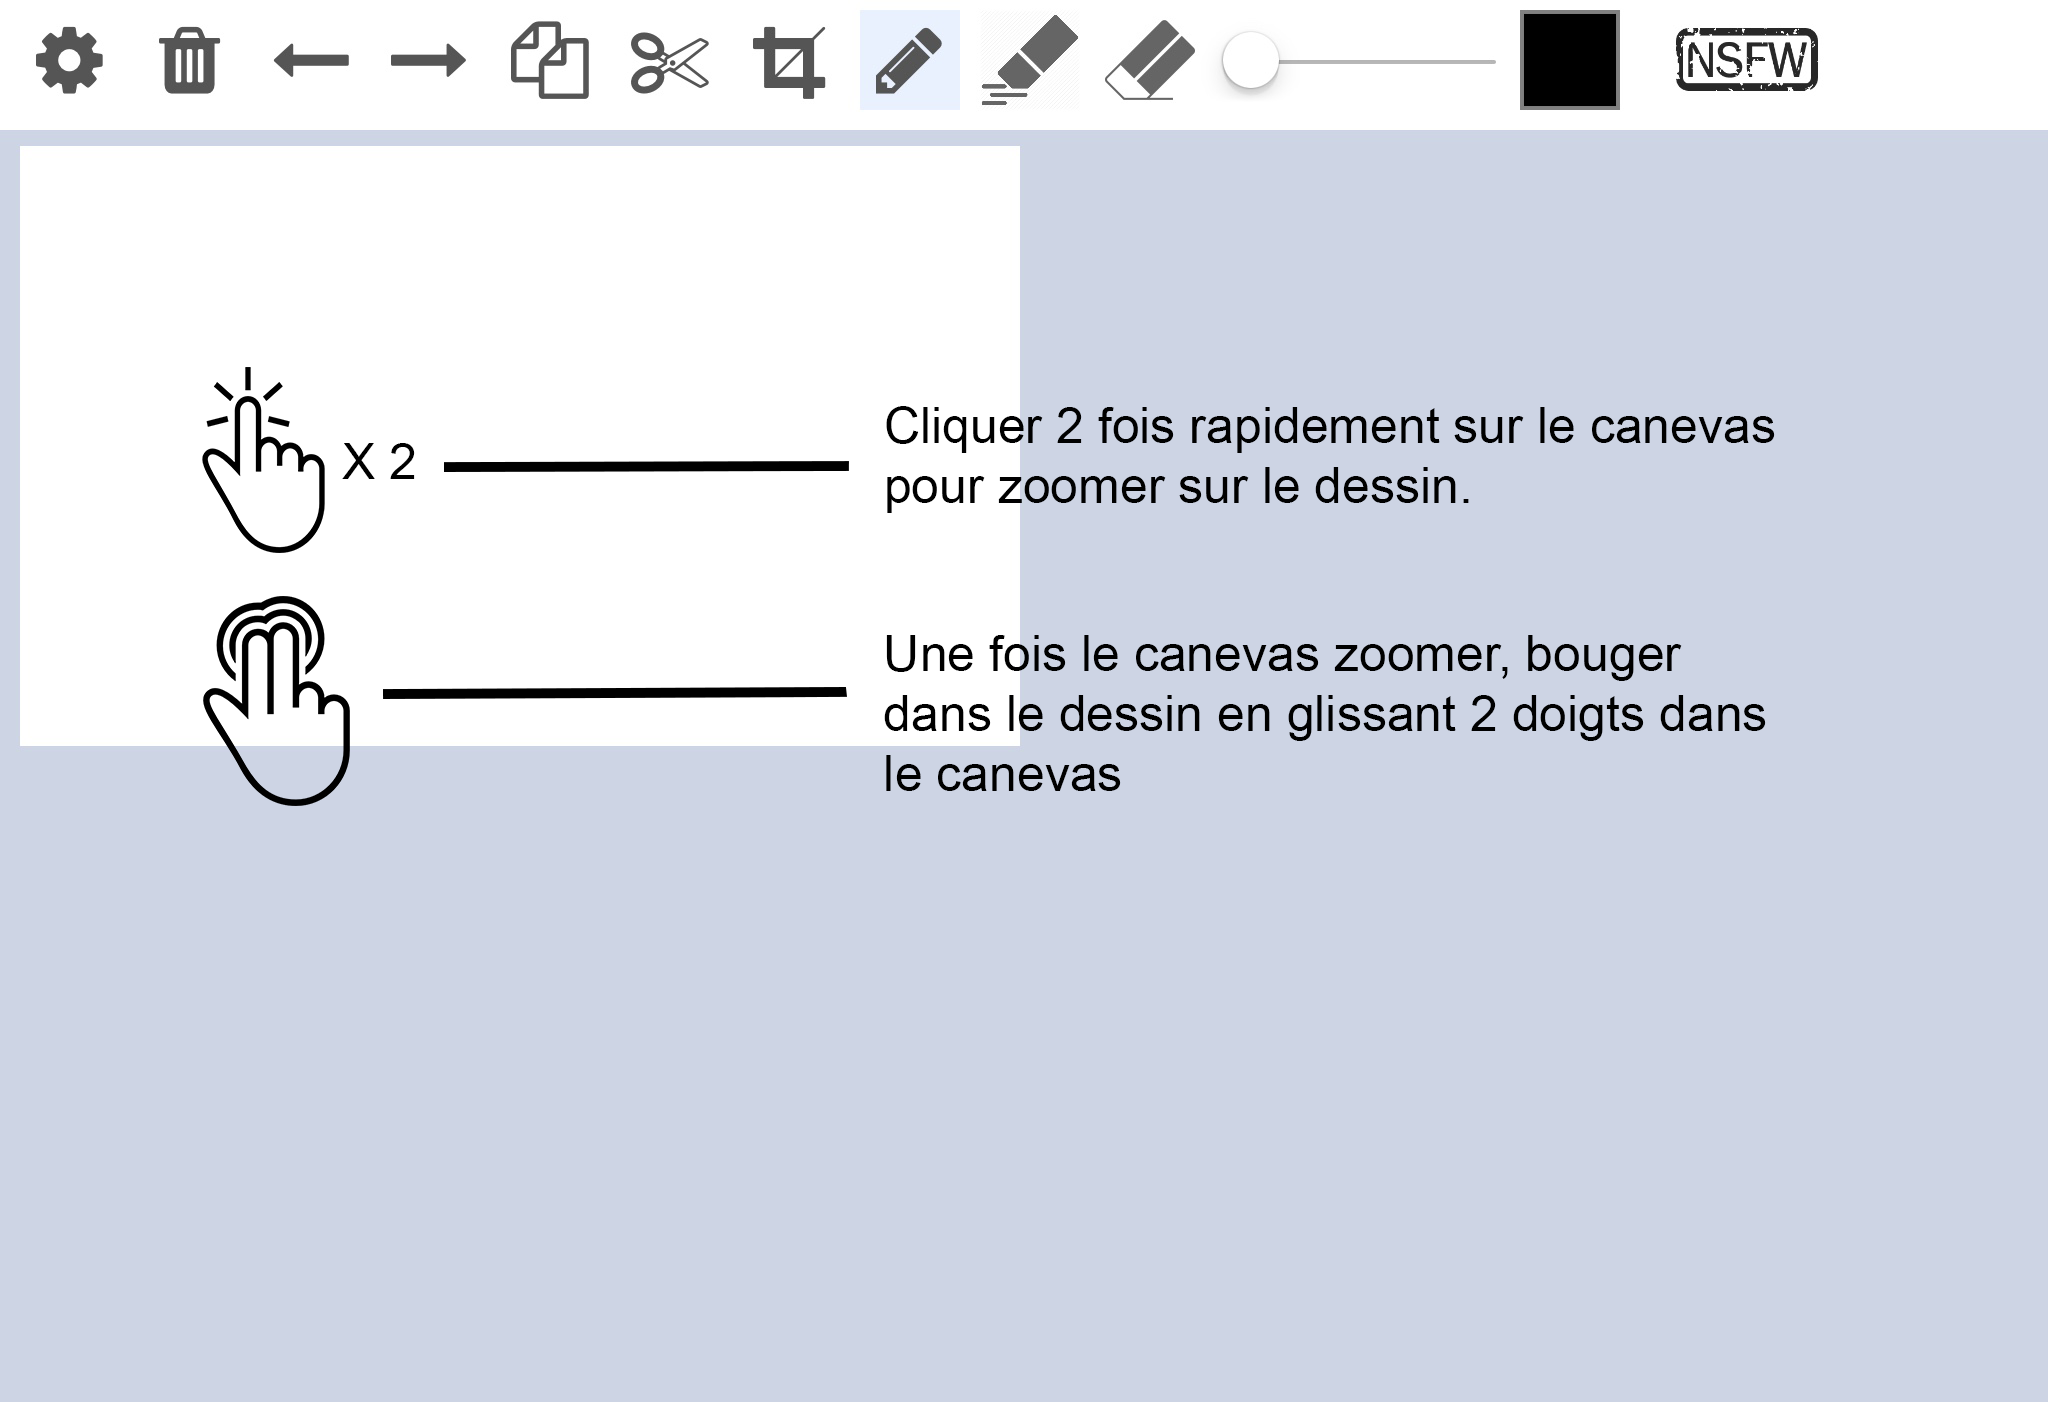 NSFW
X 2
Cliquer 2 fois rapidement sur le canevas
pour zoomer sur le dessin.
Une fois le canevas zoomer, bouger
dans le dessin en glissant 2 doigts dans
le canevas